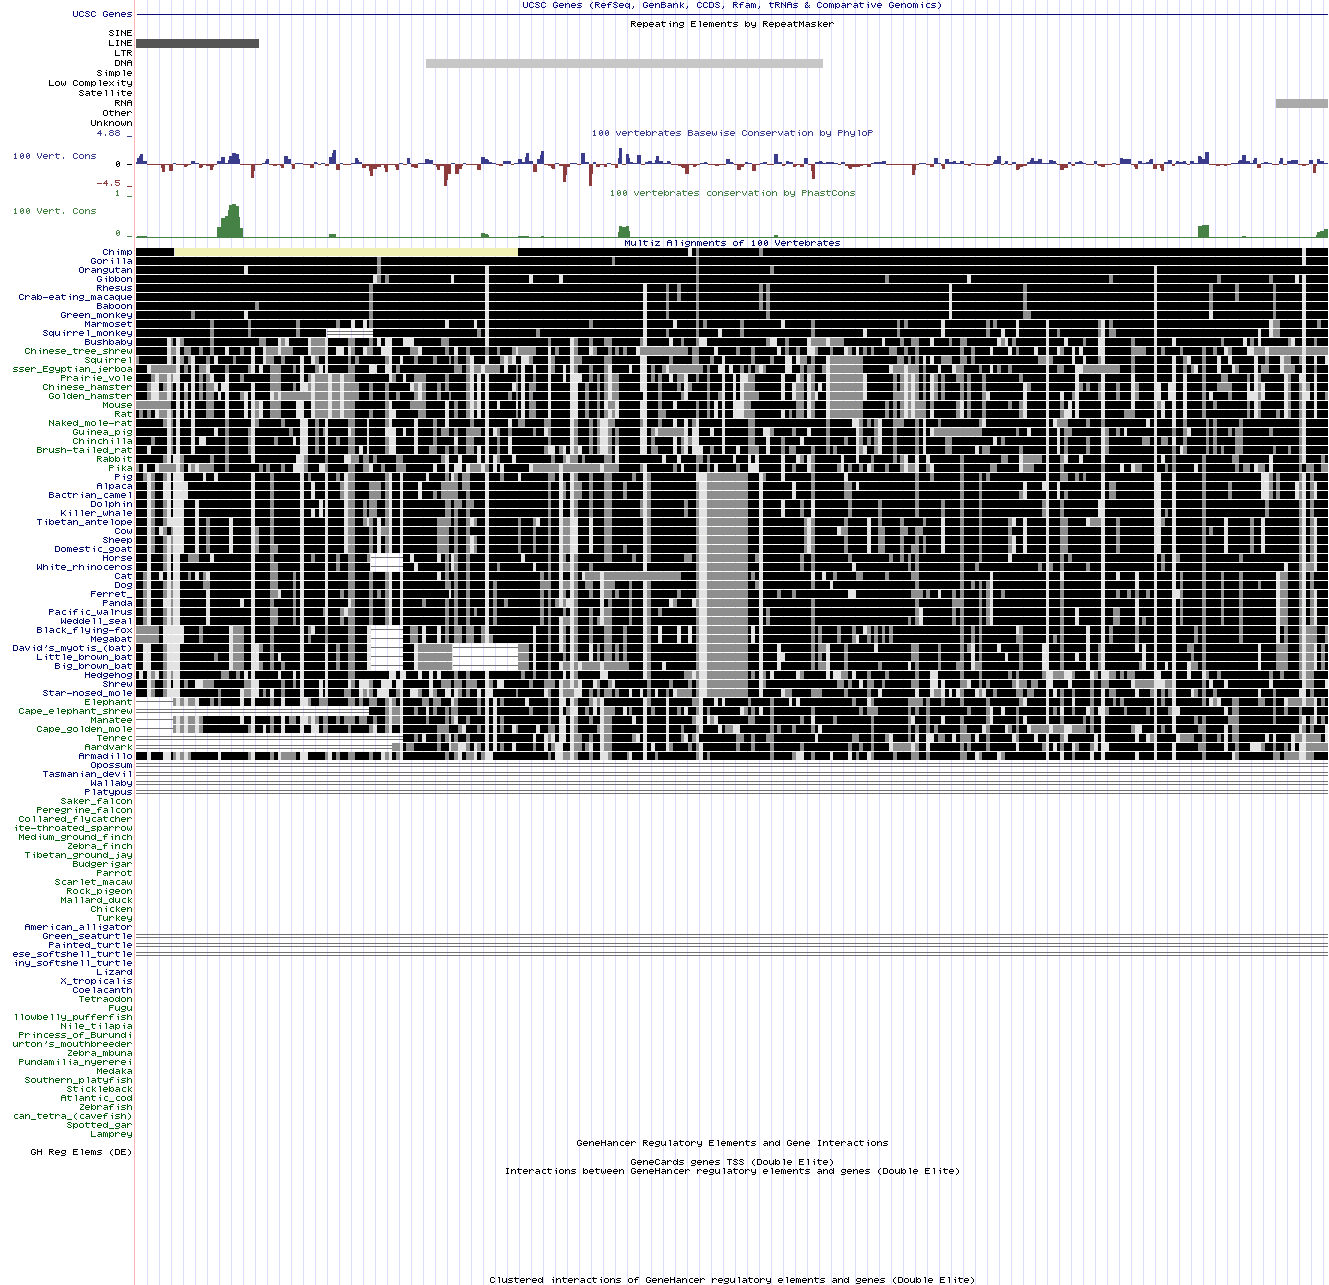 UCSC Genes (RefSeq, GenBank, CCDS, Rfam, tRNAs & Comparative Genomics)
UCSC Genes
Repeating Elements by RepeatMasker
SINE
LINE
LTR
DNA
Simple
Low Complexity
Satellite
RNA
Other
Unknown
4.88 _
100 vertebrates Basewise Conservation by PhyloP
100 Vert. Cons
0 -
-4.5 _
100 vertebrates conservation by PhastCons
1 _
100 Vert. Cons
0 _
Multiz Alignments of 100 Vertebrates
Chimp
Gorilla
Orangutan
Gibbon
Rhesus
Crab-eating_macaque
Baboon
Green_monkey
Marmoset
Squirrel_monkey
Bushbaby
Chinese_tree_shrew
Squirrel
sser_Egyptian_jerboa
Prairie_vole
Chinese_hamster
Golden_hamster
Mouse
Rat
Naked_mole-rat
Guinea_pig
Chinchilla
Brush-tailed_rat
Rabbit
Pika
Pig
Alpaca
Bactrian_camel
Dolphin
Killer_whale
Tibetan_antelope
Cow
Sheep
Domestic_goat
Horse
White_rhinoceros
Cat
Dog
Ferret_
Panda
Pacific_walrus
Weddell_seal
Black_flying-fox
Megabat
David's_myotis_(bat)
Little_brown_bat
Big_brown_bat
Hedgehog
Shrew
Star-nosed_mole
Elephant
Cape_elephant_shrew
Manatee
Cape_golden_mole
Tenrec
Aardvark
Armadillo
Opossum
Tasmanian_devil
Wallaby
Platypus
Saker_falcon
Peregrine_falcon
Collared_flycatcher
ite-throated_sparrow
Medium_ground_finch
Zebra_finch
Tibetan_ground_jay
Budgerigar
Parrot
Scarlet_macaw
Rock_pigeon
Mallard_duck
Chicken
Turkey
American_alligator
Green_seaturtle
Painted_turtle
ese_softshell_turtle
iny_softshell_turtle
Lizard
X_tropicalis
Coelacanth
Tetraodon
Fugu
llowbelly_pufferfish
Nile_tilapia
Princess_of_Burundi
urton's_mouthbreeder
Zebra_mbuna
Pundamilia_nyererei
Medaka
Southern_platyfish
Stickleback
Atlantic_cod
Zebrafish
can_tetra_(cavefish)
Spotted_gar
Lamprey
GeneHancer Regulatory Elements and Gene Interactions
GH Reg Elems (DE)
GeneCards genes TSS (Double Elite)
Interactions between GeneHancer regulatory elements and genes (Double Elite)
Clustered interactions of GeneHancer regulatory elements and genes (Double Elite)